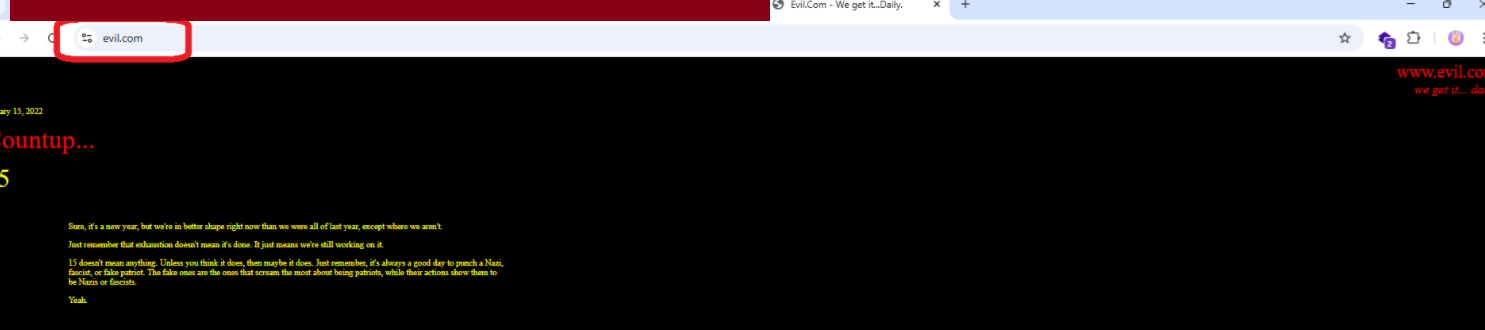 Evil.Com - We get it...Daily.
evil.com
2
www.evil.co
we get it... da
ary 15, 2022
ountup...
5
Sure, it's a new year, but we're in better shape right now than we were all of last year, except where we aren't.
Just remember that exhaustion doesn't mean it's done. It just means we're still working on it.
15 doesn't mean anything. Unless you think it does, then maybe it does. Just remember, it's always a good day to punch a Nazi,
fascist, or fake patriot. The fake ones are the ones that scream the most about being patriots, while their actions show them to
be Nazis or fascists.
Yeah.